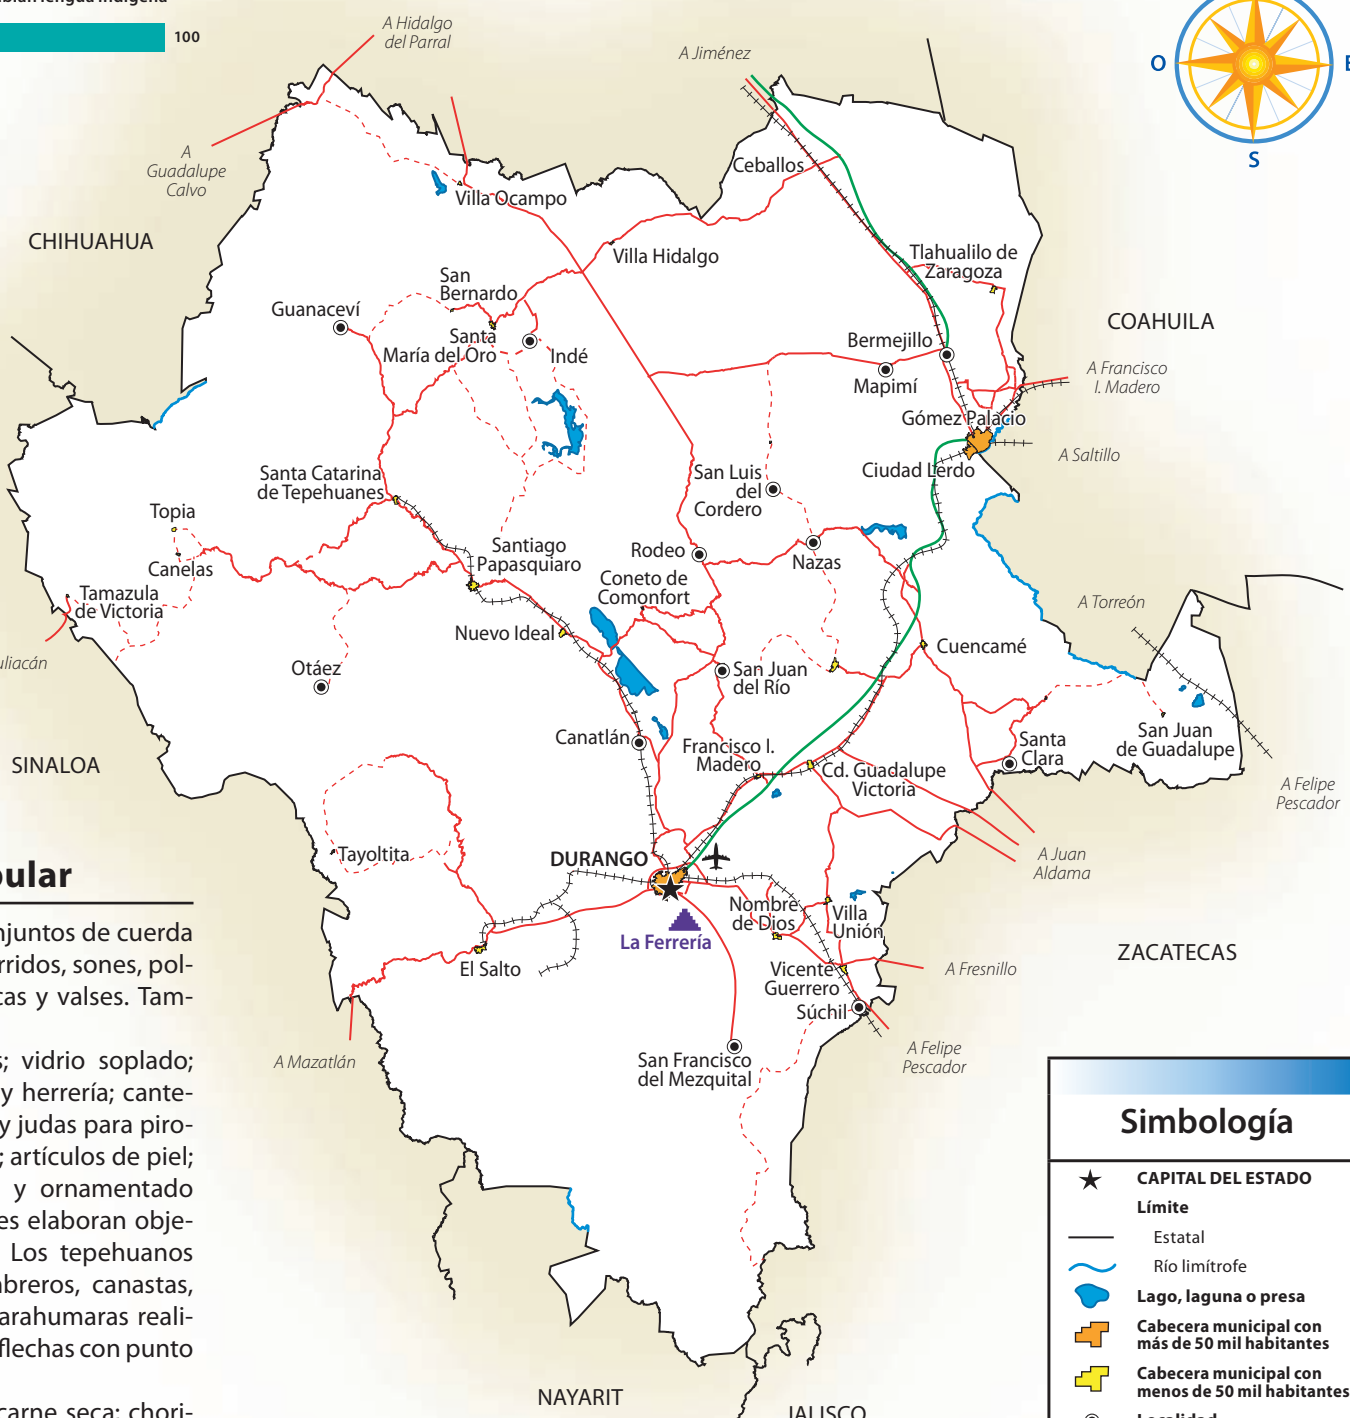 100
A Hidalgo
del Parral
A Jiménez
O
S
A
Guadalupe
Calvo
Ceballos
Villa Ocampo
CHIHUAHUA
Villa Hidalgo
Tlahualilo de
Zaragoza
San
Bernardo
Guanaceví
COAHUILA
Santa
María del Oro
Indé
Bermejillo
Mapimí
A Francisco
I. Madero
Gómez Palacio
A Saltillo
Ciudad Lerdo
Santa Catarina
de Tepehuanes
San Luis
del
Cordero
Topia
Canelas
Santiago
Papasquiaro
Rodeo
Nazas
Coneto de
Comonfort
Tamazula
de Victoria
A Torreón
Nuevo Ideal
Cuencamé
Otáez
San Juan
del Río
Canatlán
Francisco I.
Madero
Santa
Clara
San Juan
de Guadalupe
SINALOA
Cd. Guadalupe
Victoria
A Felipe
Pescador
Tayoltita
DURANGO
A Juan
Aldama
Nombre
de Dios
Villa
Unión
La Ferrería
ZACATECAS
El Salto
Vicente
Guerrero
A Fresnillo
Súchil
A Mazatlán
San Francisco
del Mezquital
A Felipe
Pescador
njuntos de cuerda
rridos, sones, pol-
cas y valses. Tam-
s; vidrio soplado;
y herrería; cante-
y judas para piro-
; artículos de piel;
y ornamentado
es elaboran obje-
Los tepehuanos
breros, canastas,
arahumaras reali-
flechas con punto
carne seca; chori-
NAYARIT
JALISCO
Simbología
CAPITAL DEL ESTADO
Límite
Estatal
Río limítrofe
Lago, laguna o presa
Cabecera municipal con
más de 50 mil habitantes
Cabecera municipal con
menos de 50 mil habitantes
Localidad